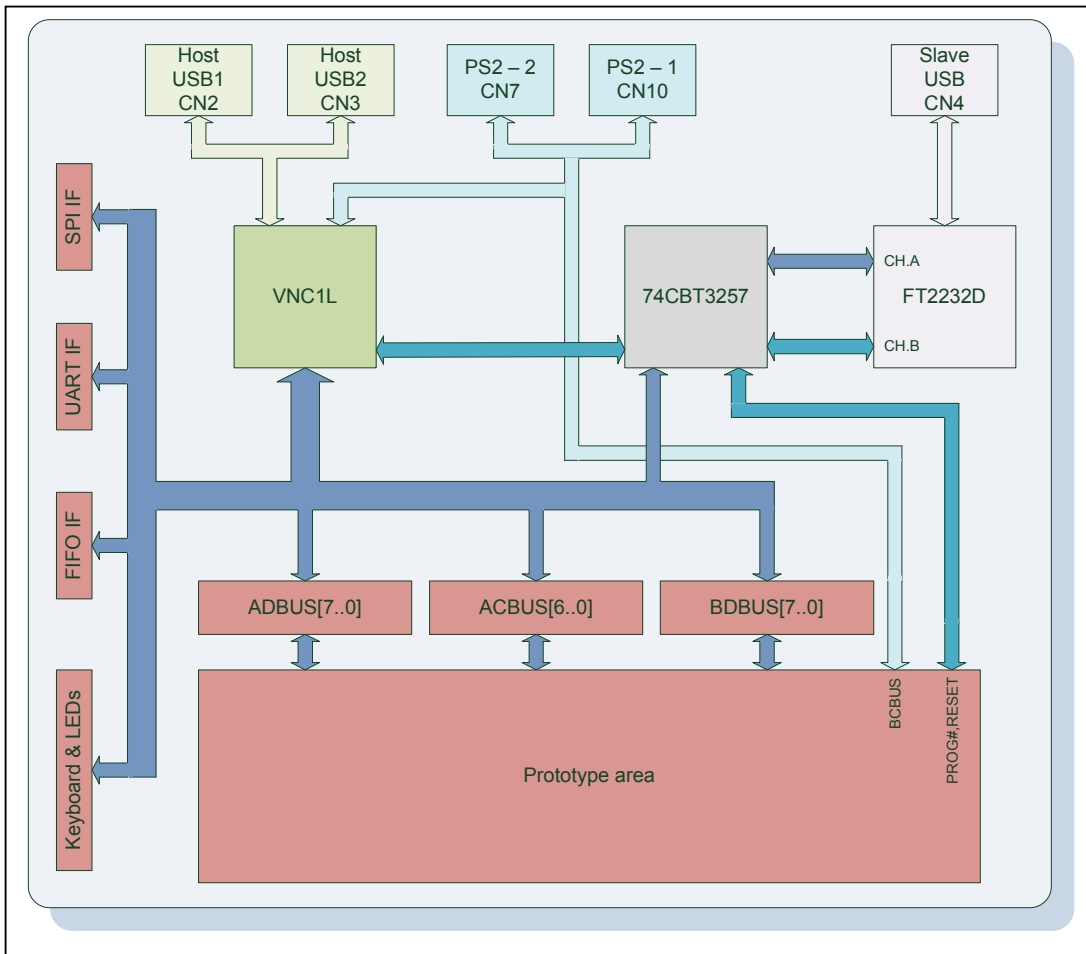 Host
USB1
CN2
Host
USB2
CN3
PS2 – 2
CN7
PS2 – 1
CN10
Slave
USB
CN4
SPI IF
UART IF
FIFO IF
Keyboard & LEDs
VNC1L
74CBT3257
CH.A
FT2232D
CH.B
ADBUS[7..0]
ACBUS[6..0]
BDBUS[7..0]
BCBUS
PROG#,RESET
Prototype area